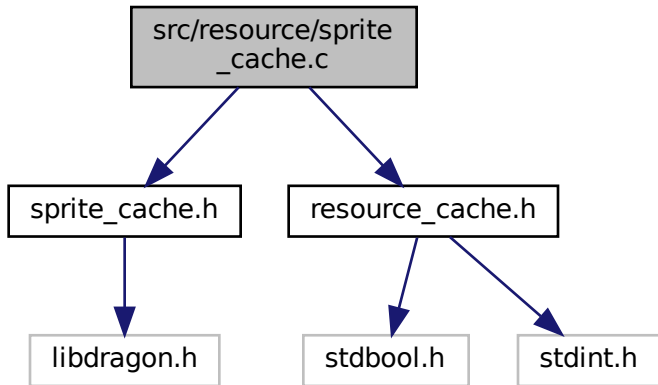 src/resource/sprite
_cache.c
sprite_cache.h
resource_cache.h
libdragon.h
stdbool.h
stdint.h